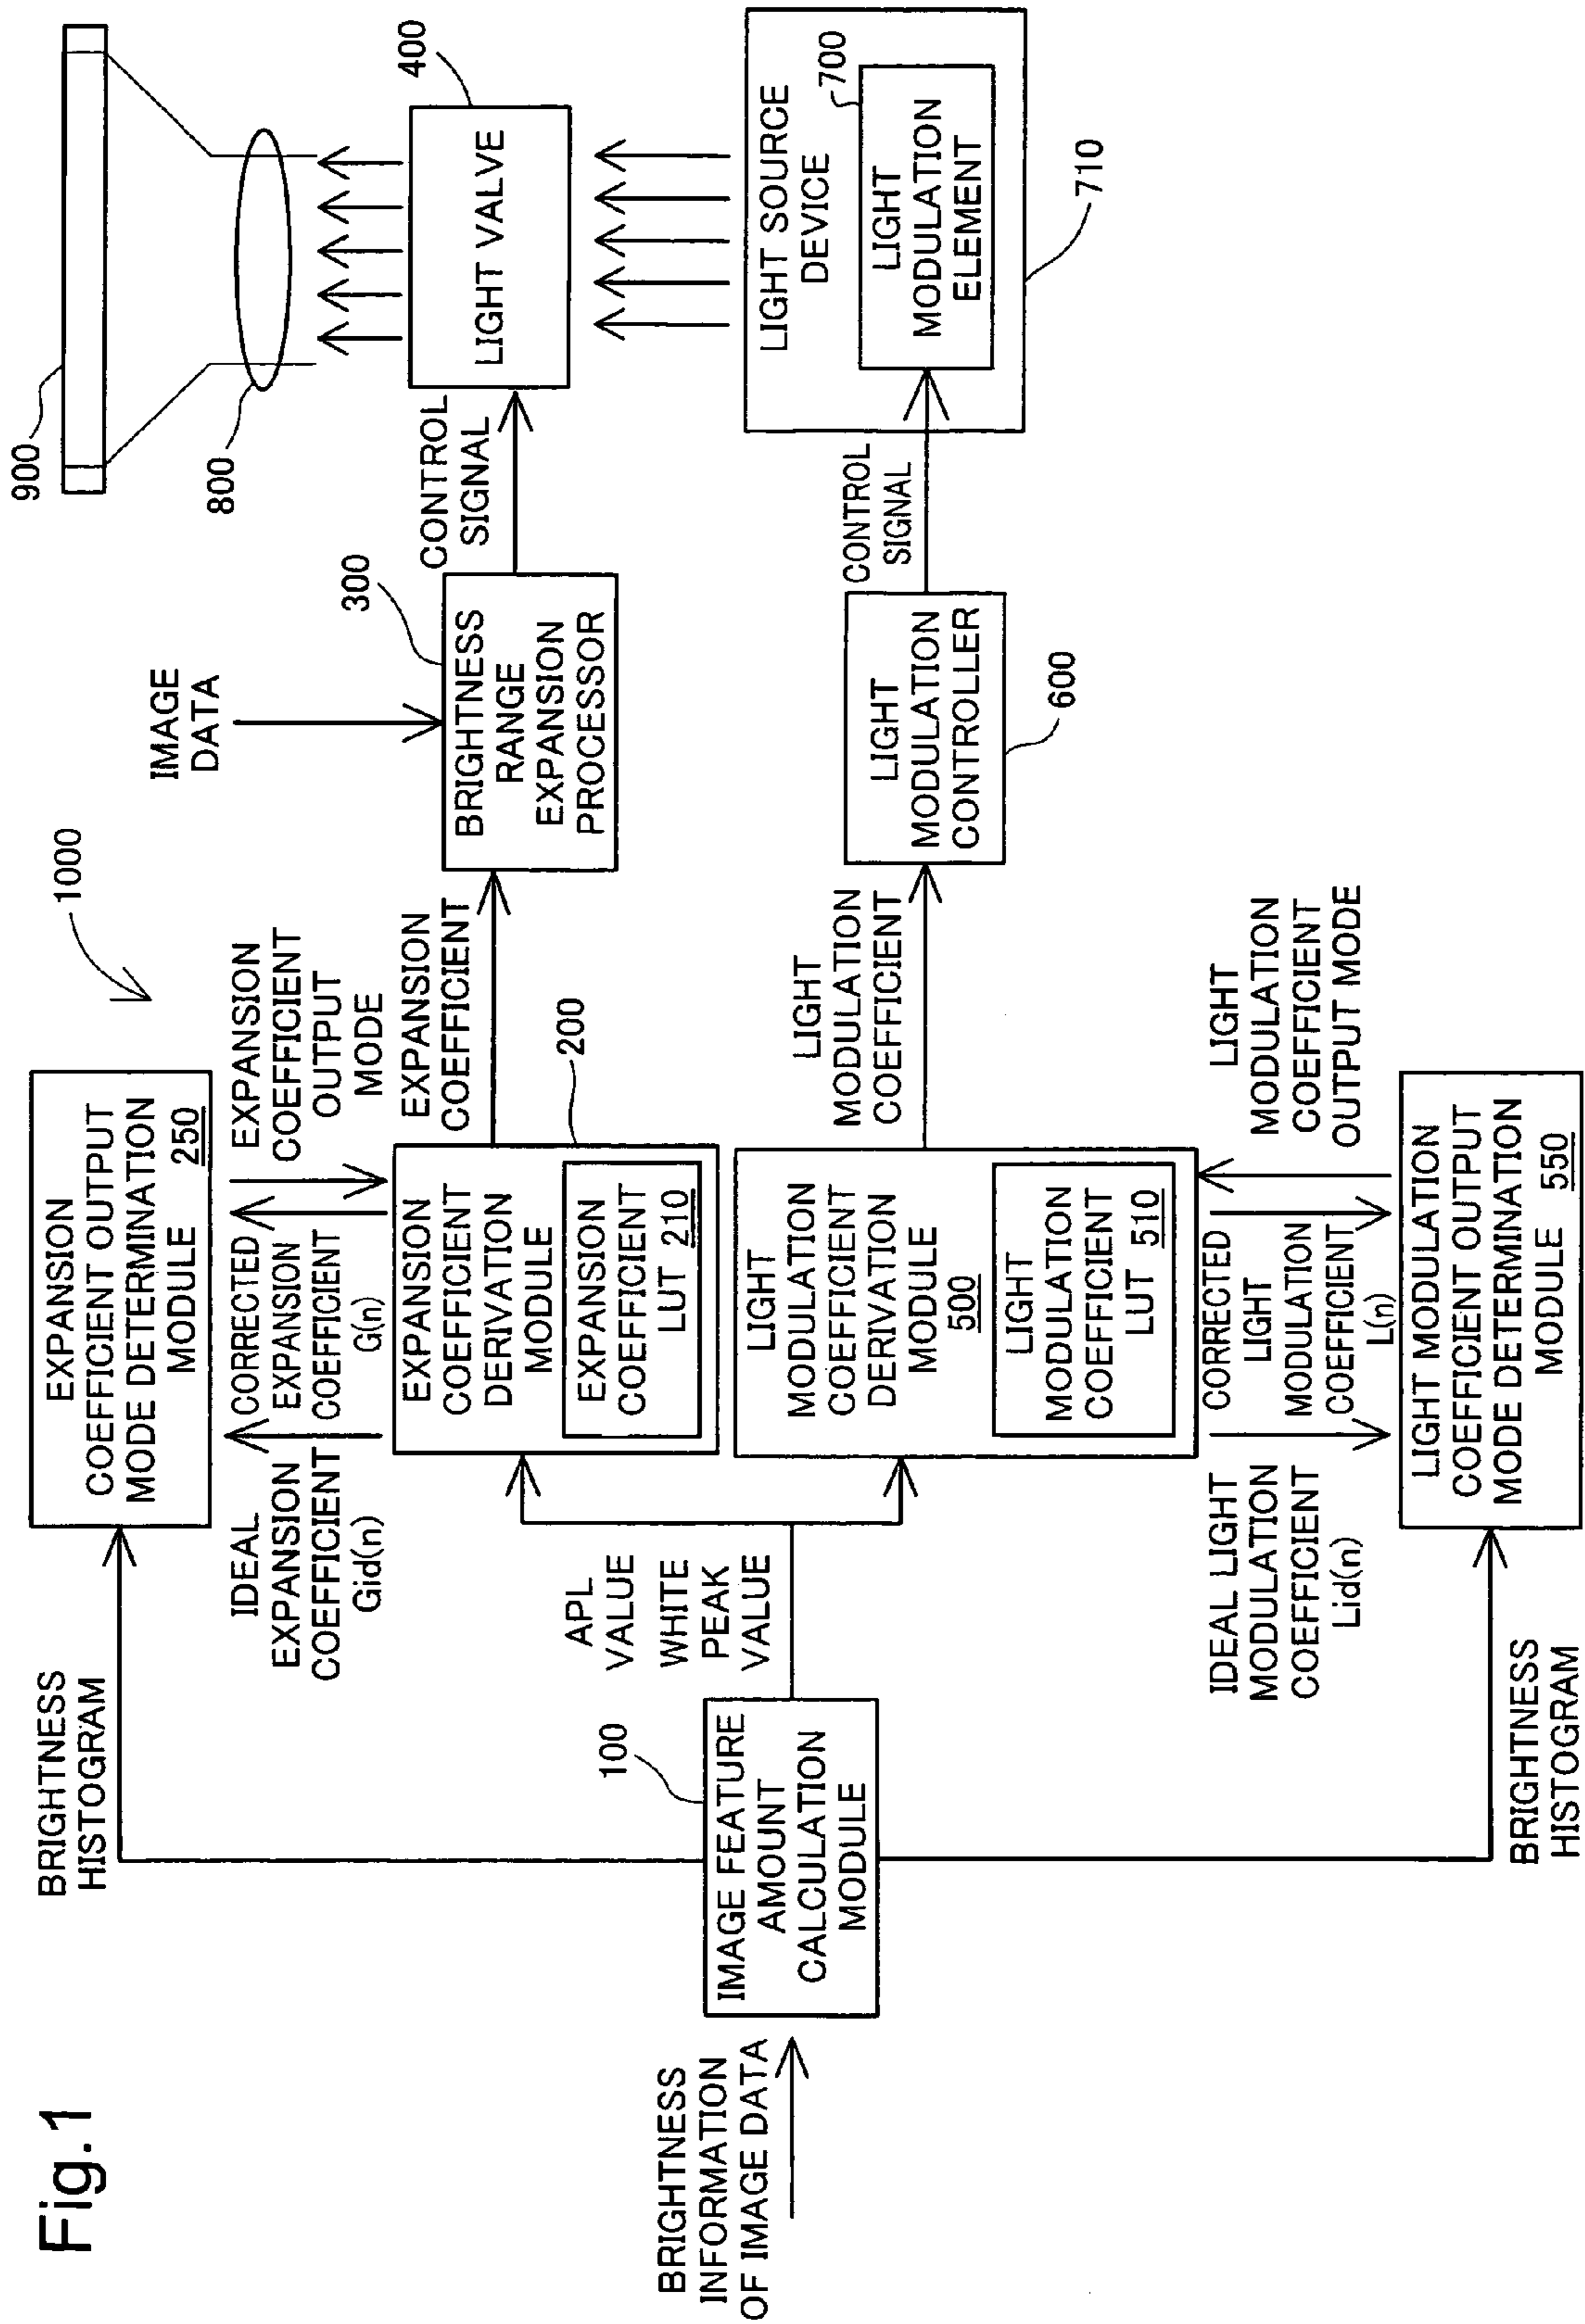 Fig.1
BRIGHTNESS
INFORMATION
OF IMAGE DATA
100
IMAGE FEATURE
AMOUNT
CALCULATION
MODULE
BRIGHTNESS
HISTOGRAM
BRIGHTNESS
HISTOGRAM
APL
VALUE
WHITE
PEAK
VALUE
1000
EXPANSION
COEFFICIENT OUTPUT
MODE DETERMINATION
MODULE
250
IDEAL
EXPANSION
COEFFICIENT
Gid(n)
CORRECTED
EXPANSION
COEFFICIENT
G(n)
EXPANSION
COEFFICIENT
OUTPUT
MODE
EXPANSION
COEFFICIENT
DERIVATION
MODULE
200
EXPANSION
COEFFICIENT
LUT 210
EXPANSION
COEFFICIENT
LIGHT
MODULATION
COEFFICIENT
DERIVATION
MODULE
500
LIGHT
MODULATION
COEFFICIENT
LUT 510
LIGHT
MODULATION
COEFFICIENT
IDEAL LIGHT
MODULATION
COEFFICIENT
Lid(n)
CORRECTED
LIGHT
MODULATION
COEFFICIENT
L(n)
LIGHT
MODULATION
COEFFICIENT
OUTPUT MODE
LIGHT MODULATION
COEFFICIENT OUTPUT
MODE DETERMINATION
MODULE 550
IMAGE
DATA
300
BRIGHTNESS
RANGE
EXPANSION
PROCESSOR
CONTROL
SIGNAL
LIGHT
MODULATION
CONTROLLER
600
CONTROL
SIGNAL
900
800
400
LIGHT VALVE
LIGHT SOURCE
DEVICE
700
LIGHT
MODULATION
ELEMENT
710